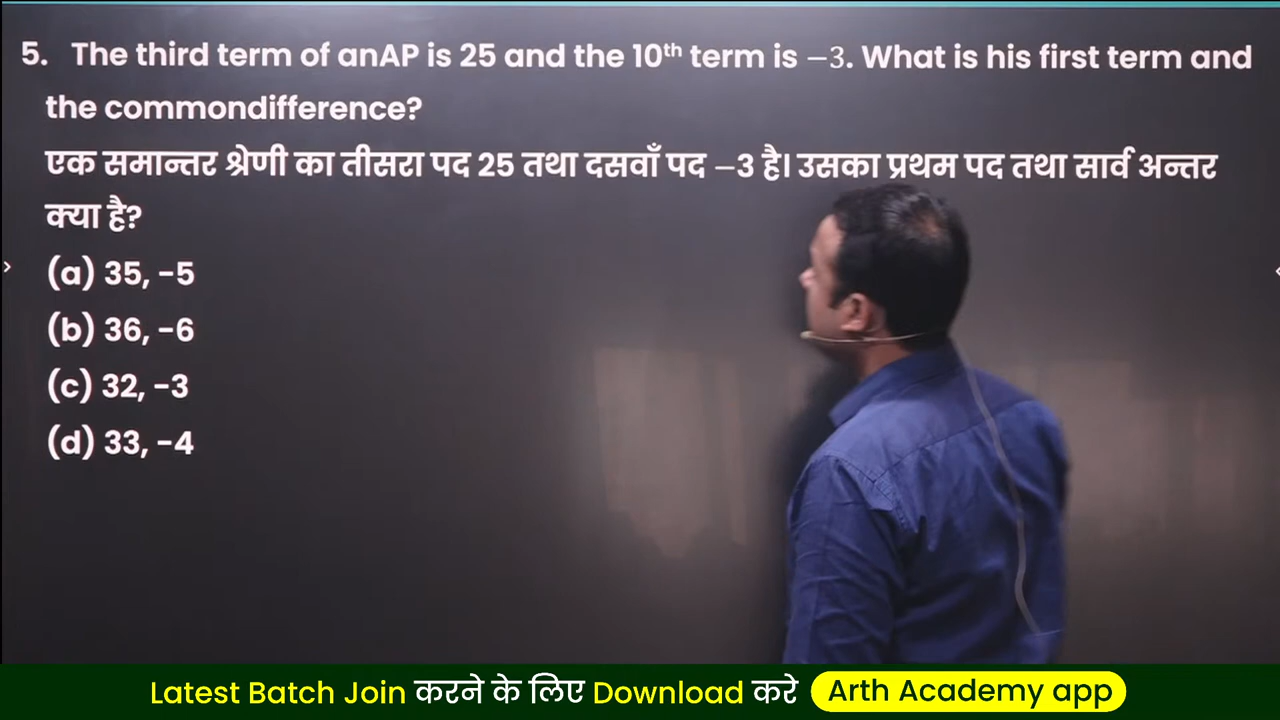 5. The third term of anAP is 25 and the 10th term is −3. What is his first term and
the commondifference?
एक समान्तर श्रेणी का तीसरा पद 25 तथा दसवाँ पद −3 है। उसका प्रथम पद तथा सार्व अन्तर
क्या है?
(a) 35, -5
(b) 36, -6
(c) 32, -3
(d) 33, -4
Latest Batch Join करने के लिए Download करे Arth Academy app